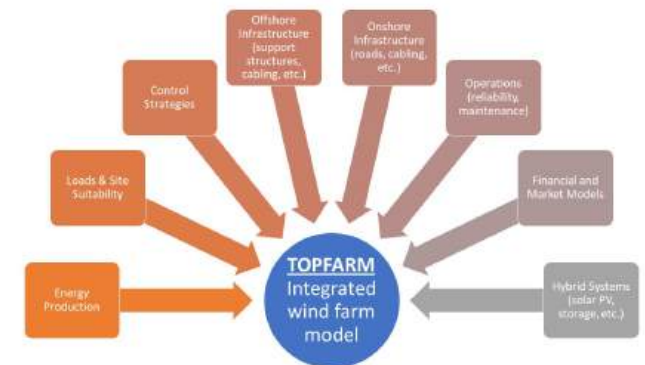 Offshore
Infrastructure
(support
structures,
cabling, etc.)
Onshore
Infrastructure
(roads, cabling,
etc.)
Control
Strategies
Operations
(reliability,
maintenance)
Loads & Site
Suitability
Financial and
Market Models
Energy
Production
TOPFARM
Integrated
wind farm
model
Hybrid Systems
(solar PV,
storage, etc.)